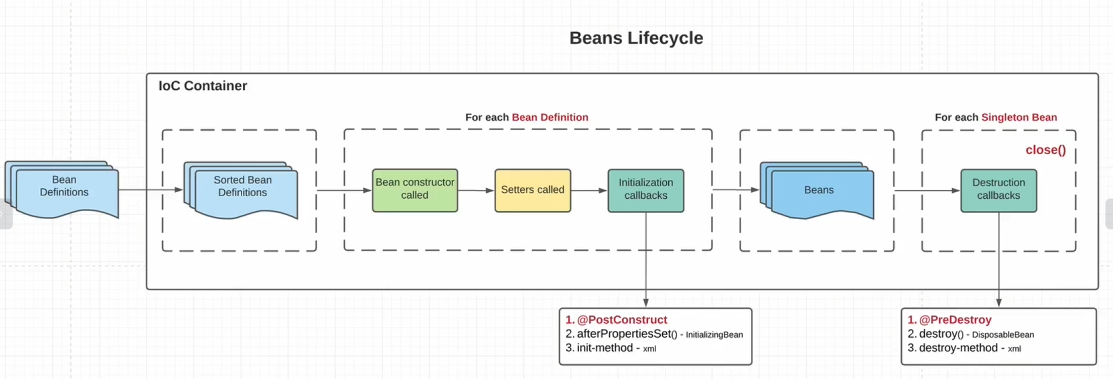 Beans Lifecycle
IoC Container
For each Bean Definition
For each Singleton Bean
close()
Bean
Definitions
Sorted Bean
Definitions
Bean constructor
called
Setters called
Initialization
callbacks
Beans
Destruction
callbacks
1. @PostConstruct
2. afterPropertiesSet() - InitializingBean
3. init-method - xml
1. @PreDestroy
2. destroy() - DisposableBean
3. destroy-method - xml